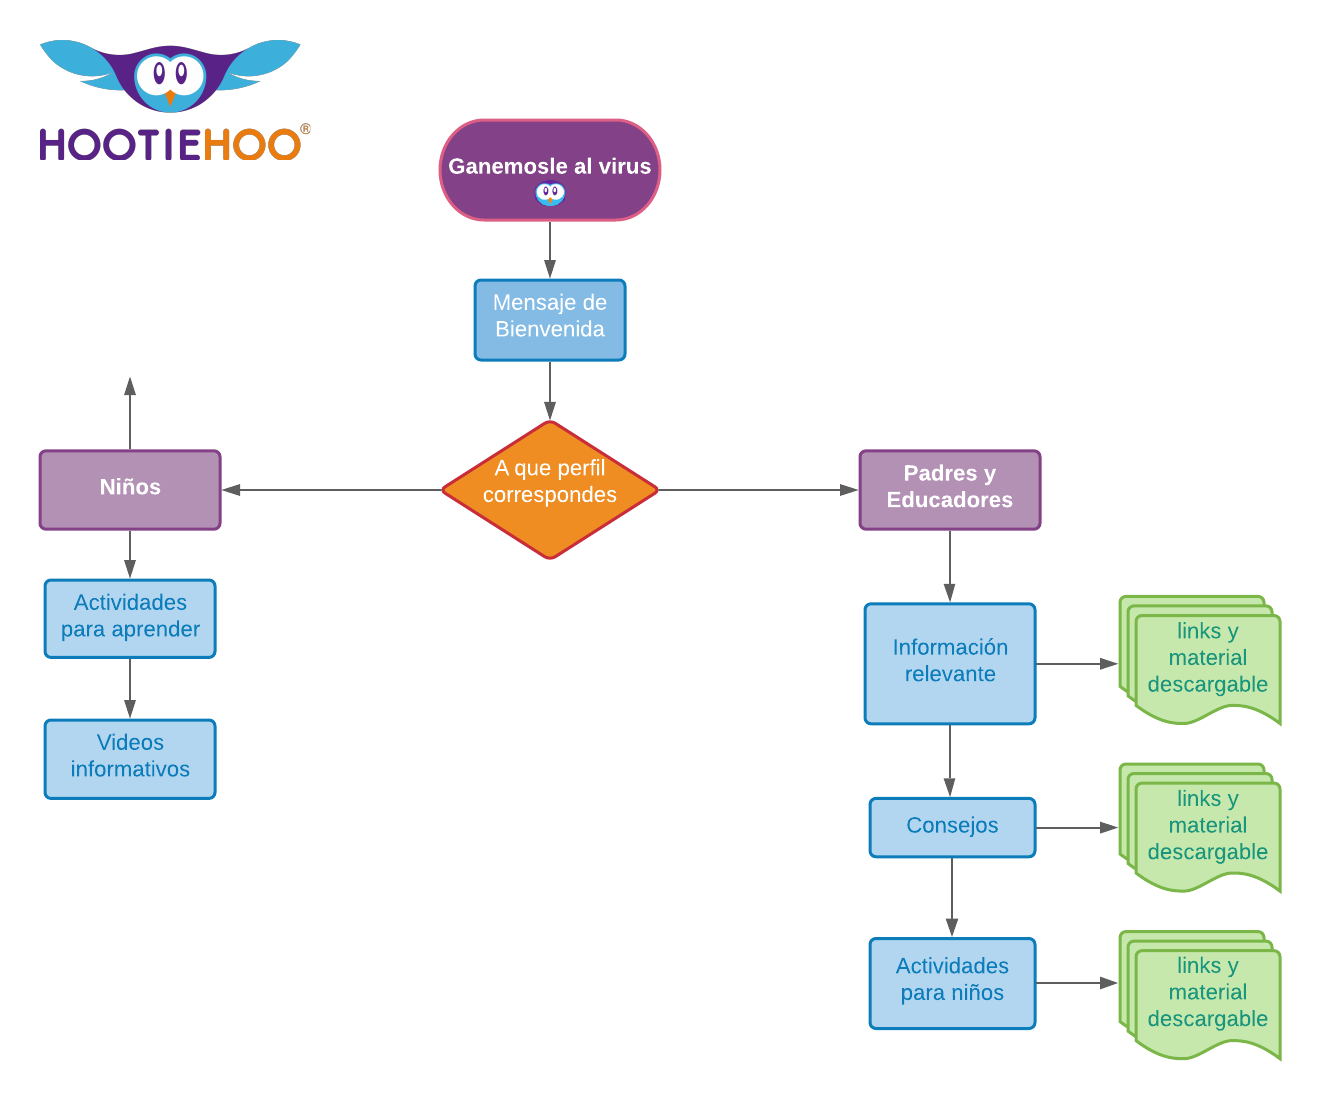 HOOTIEHOO®
Ganemosle al virus
Mensaje de
Bienvenida
A que perfil
correspondes
Niños
Actividades
para aprender
Videos
informativos
Padres y
Educadores
Información
relevante
links y
material
descargable
Consejos
links y
material
descargable
Actividades
para niños
links y
material
descargable